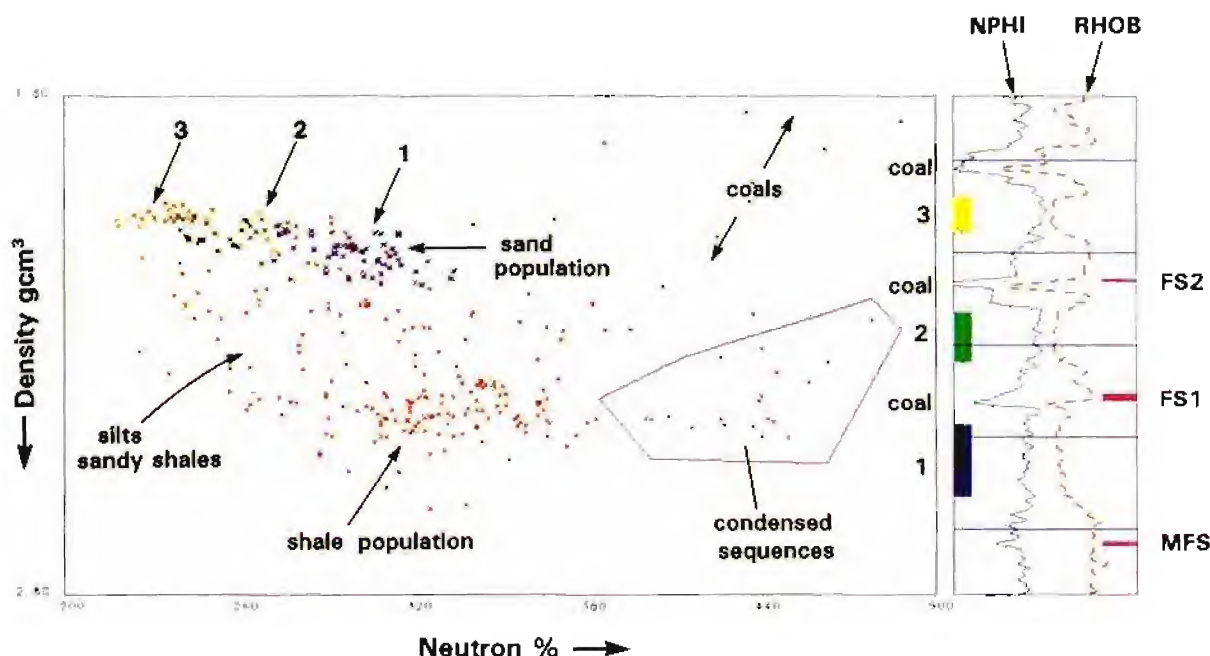 NPHI RHOB
3 2 1
coal
coals
3
sand
population
Density gcm³
coal FS2
2
silts
sandy shales
coal FS1
1
shale population
condensed
sequences
MFS
Neutron %